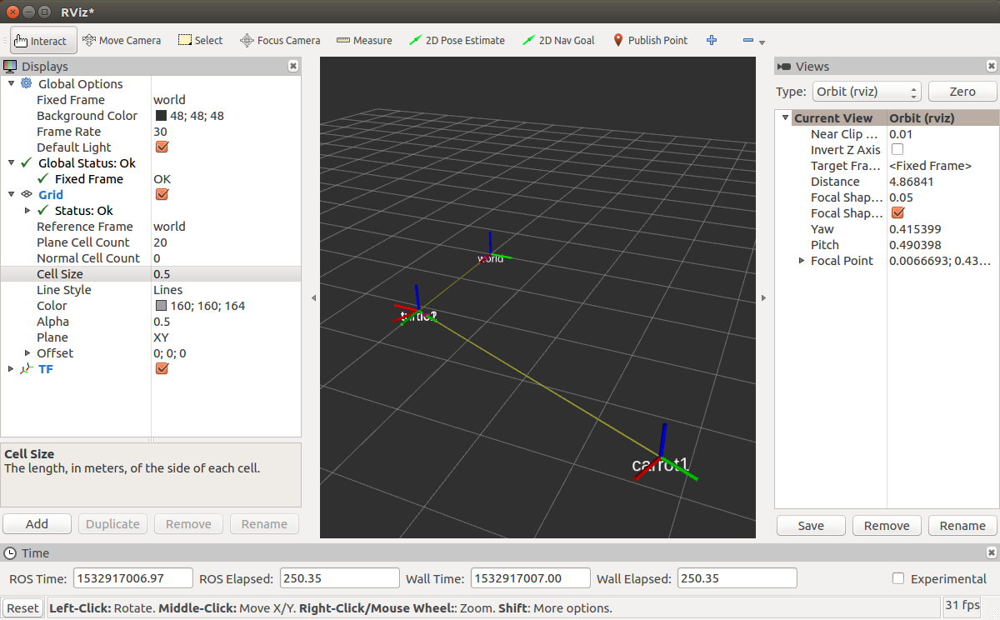 RViz*
Interact Move Camera Select Focus Camera Measure 2D Pose Estimate 2D Nav Goal Publish Point
Displays
Global Options
Fixed Frame world
Background Color 48; 48; 48
Frame Rate 30
Default Light
Global Status: Ok
Fixed Frame OK
Grid
Status: Ok
Reference Frame world
Plane Cell Count 20
Normal Cell Count 0
Cell Size 0.5
Line Style Lines
Color 160; 160; 164
Alpha 0.5
Plane XY
Offset 0; 0; 0
TF
Cell Size
The length, in meters, of the side of each cell.
Add Duplicate Remove Rename
world
carrot1
Views
Type: Orbit (rviz) Zero
Current View Orbit (rviz)
Near Clip ... 0.01
Invert Z Axis
Target Fra... <Fixed Frame>
Distance 4.86841
Focal Shap... 0.05
Focal Shap...
Yaw 0.415399
Pitch 0.490398
Focal Point 0.0066693; 0.43...
Save Remove Rename
Time
ROS Time: 1532917006.97 ROS Elapsed: 250.35 Wall Time: 1532917007.00 Wall Elapsed: 250.35 Experimental
Reset Left-Click: Rotate. Middle-Click: Move X/Y. Right-Click/Mouse Wheel:: Zoom. Shift: More options. 31 fps